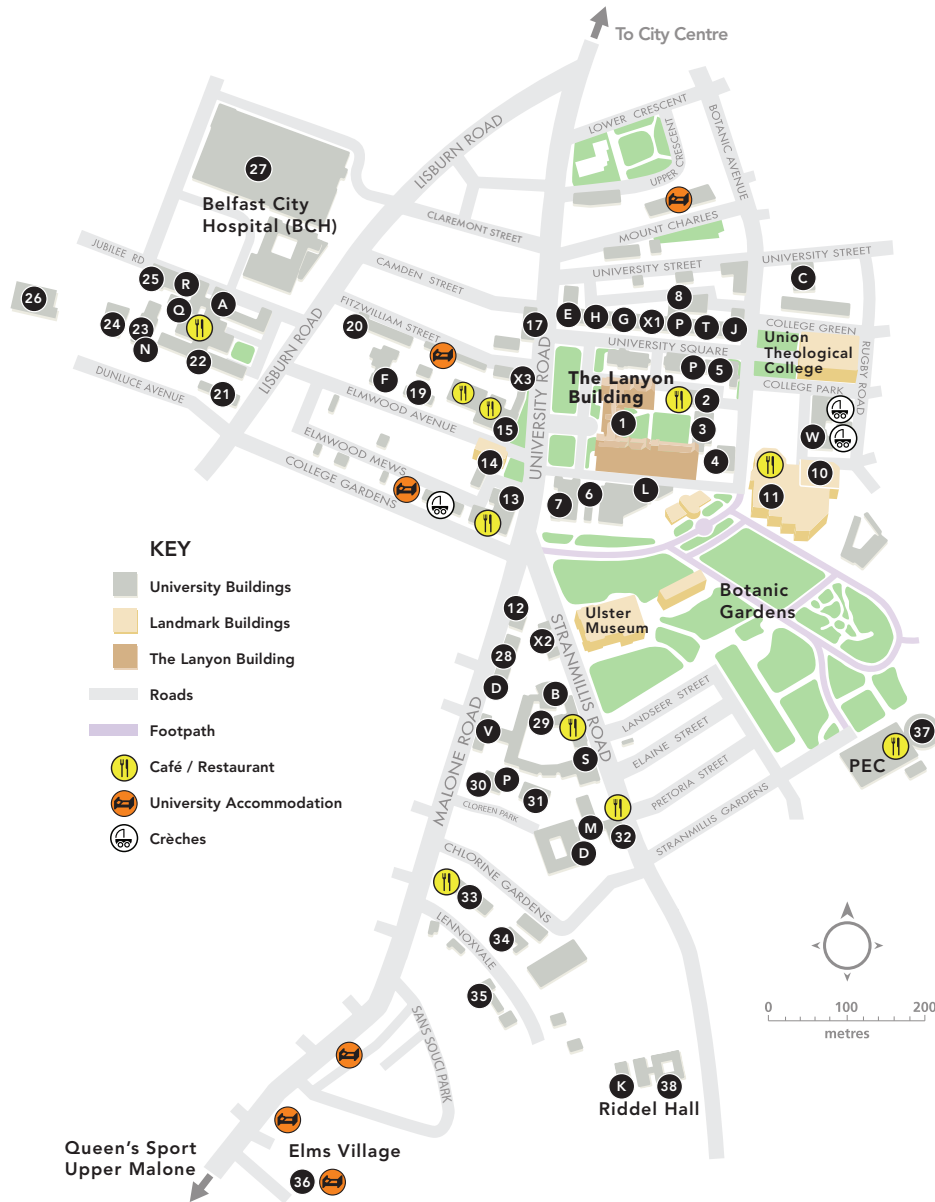 To City Centre
LOWER CRESCENT
UPPER CRESCENT
BOTANIC AVENUE
LISBURN ROAD
27
Belfast City
Hospital (BCH)
CLAREMONT STREET
MOUNT CHARLES
UNIVERSITY STREET
UNIVERSITY STREET
C
JUBILEE RD
CAMDEN STREET
25
R
Q
A
26
24
23
N
22
21
DUNLUCE AVENUE
LISBURN ROAD
FITZWILLIAM STREET
20
F
19
X3
15
17
E
H
G
X1
8
P
T
J
COLLEGE GREEN
UNIVERSITY SQUARE
Union
Theological
College
RUGBY ROAD
COLLEGE PARK
P
5
The Lanyon
Building
2
1
3
4
W
10
11
UNIVERSITY ROAD
ELMWOOD AVENUE
ELMWOOD MEWS
COLLEGE GARDENS
14
13
7
6
L
KEY
University Buildings
Landmark Buildings
The Lanyon Building
Roads
Footpath
Café / Restaurant
University Accommodation
Crèches
Botanic
Gardens
Ulster
Museum
12
X2
28
D
B
29
V
S
STRANMILLIS ROAD
MALONE ROAD
LANDSEER STREET
ELAINE STREET
PRETORIA STREET
STRANMILLIS GARDENS
37
PEC
30
P
31
CLOREEN PARK
M
32
D
CHLORINE GARDENS
33
34
LENNOXVALE
35
SANS SOUCI PARK
0 100 200
metres
K
38
Riddel Hall
Queen's Sport
Upper Malone
Elms Village
36